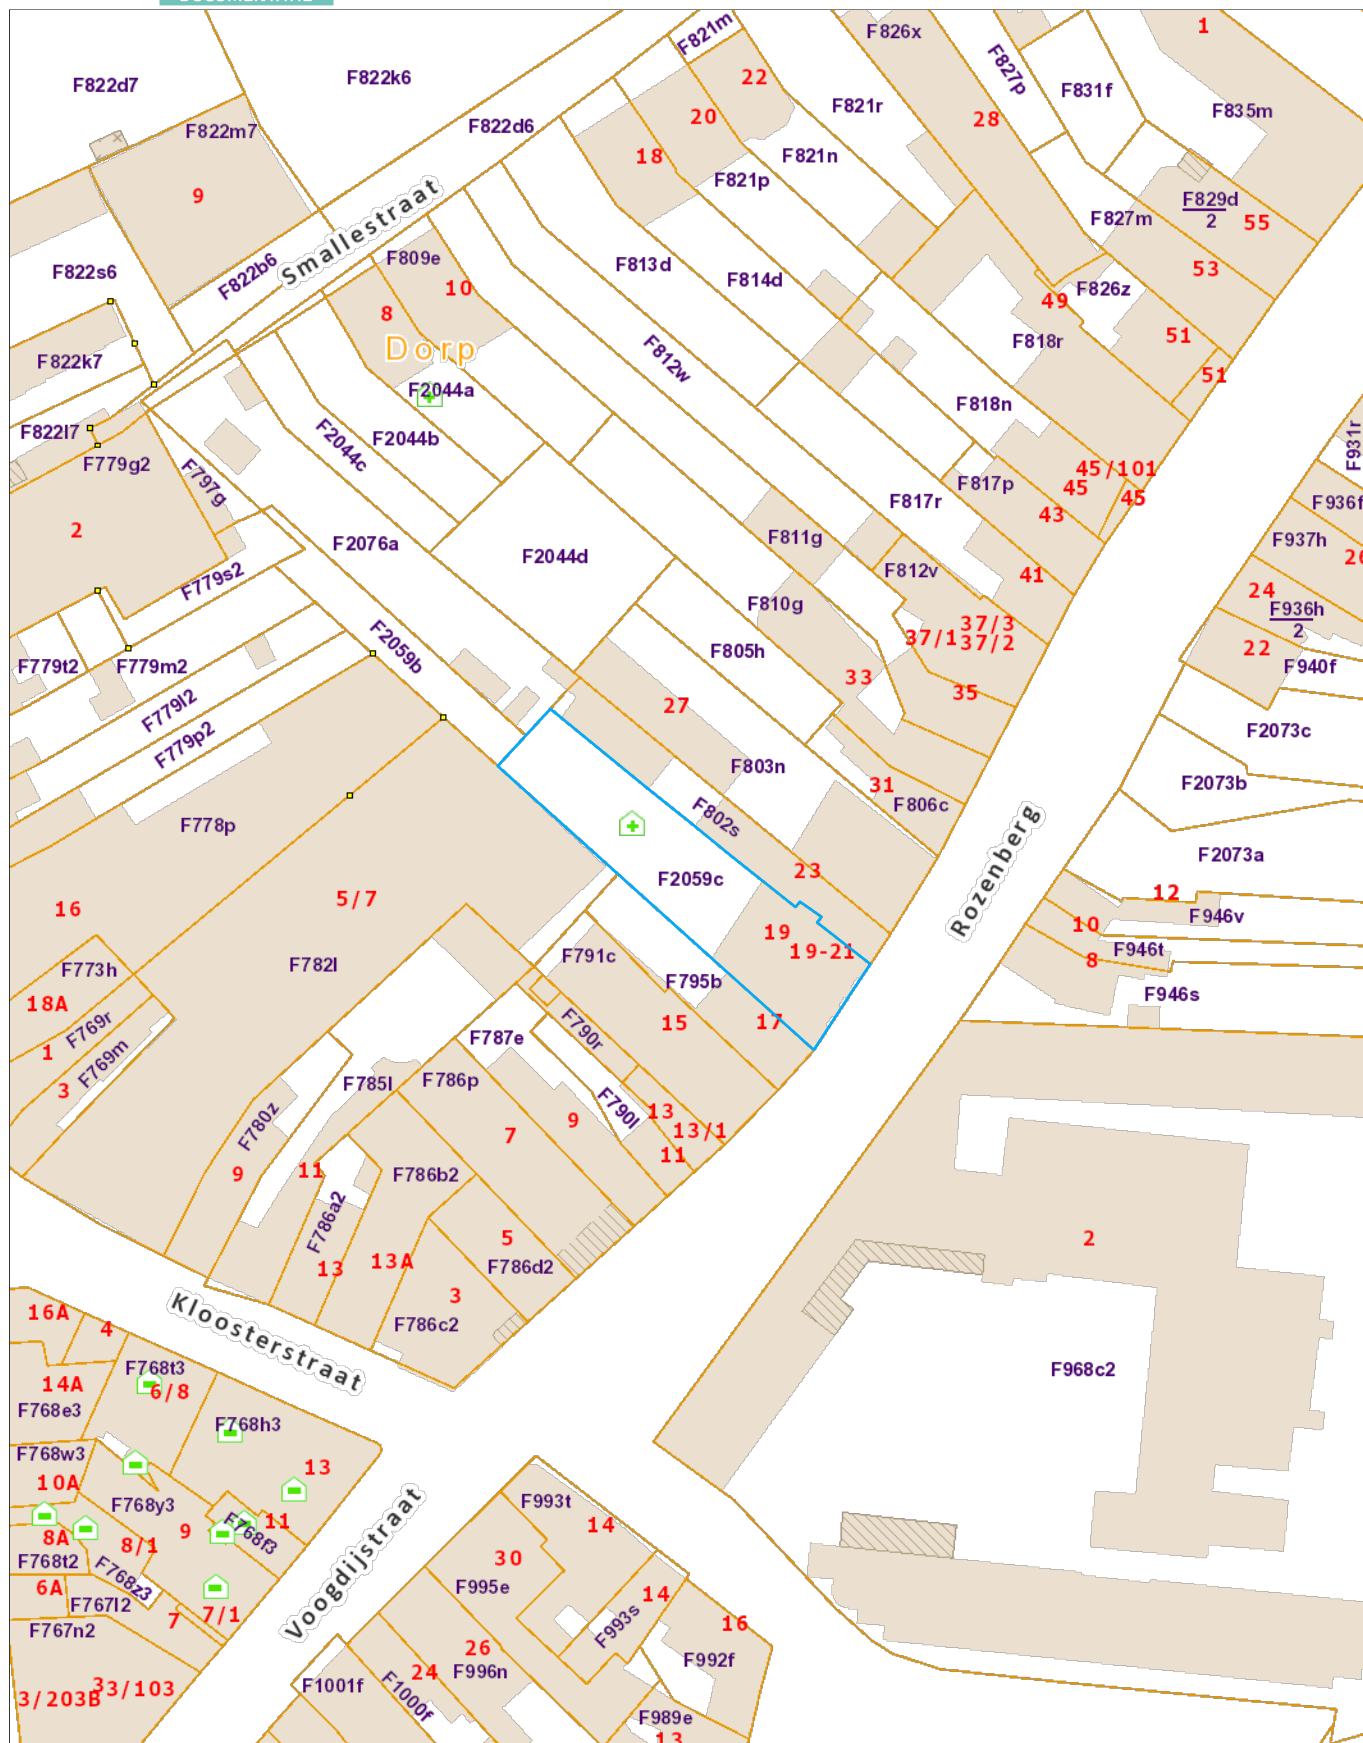 F821m
F826x
1
F822d7
F822k6
22
F827p
F831f
F821r
F835m
F822m7
F822d6
20
28
18
F821n
F821p
9
F829d
2
F827m
55
Smallestraat
F809e
F813d
F814d
53
F822s6
F822b6
10
49
F826z
8
F818r
51
Dorp
F822k7
F812w
51
F2044a
F818n
F822l7
F2044c
F2044b
F931r
F779g2
F797g
45/101
45
45
F817p
F817r
43
F936f
2
F811g
F937h
F2076a
F2044d
26
F779s2
F812v
41
24
F810g
F936h
2
37/3
37/1
37/2
F2059b
F805h
22
F779t2
F779m2
33
35
F940f
F779l2
27
F2073c
F779p2
F803n
31
F2073b
F806c
F778p
F802s
Rozenberg
F2073a
23
F2059c
5/7
12
16
F946v
10
19
19-21
F946t
F791c
F782l
8
F773h
F795b
F946s
18A
17
15
F769r
F790r
F787e
1
F769m
3
F785l
F786p
F790l
13
9
F780z
7
13/1
11
11
F786b2
9
F786a2
5
2
13A
13
F786d2
3
16A
Kloosterstraat
F786c2
4
F768t3
F968c2
14A
6/8
F768e3
F768h3
F768w3
13
10A
F768y3
F993t
11
Voogdijstraat
9
F768f3
14
8A
8/1
30
F768t2
F768z3
F995e
6A
F767l2
14
7
7/1
16
F767n2
F993s
26
F992f
24
F996n
33/103
F1001f
3/203B
F1000f
F989e
13